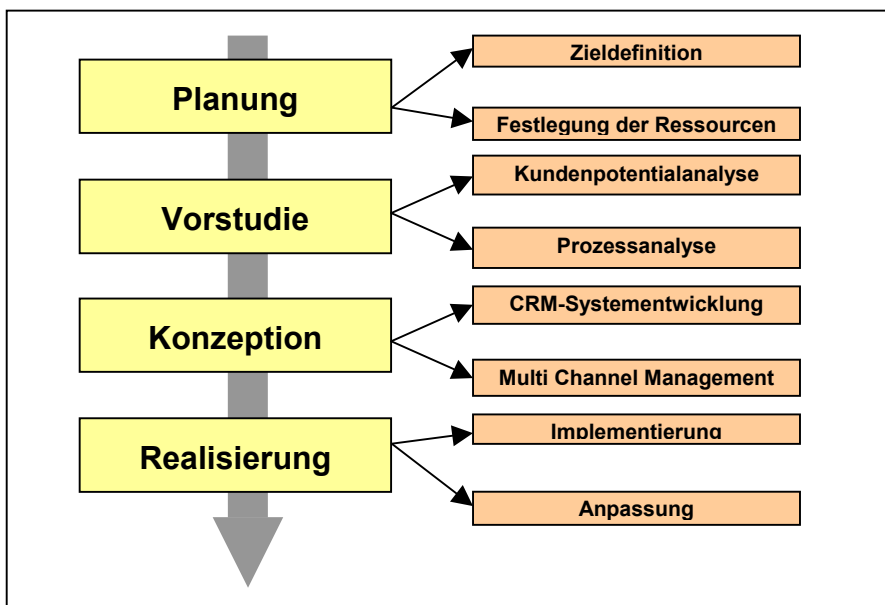 Planung
Zieldefinition
Festlegung der Ressourcen
Vorstudie
Kundenpotentialanalyse
Prozessanalyse
Konzeption
CRM-Systementwicklung
Multi Channel Management
Realisierung
Implementierung
Anpassung